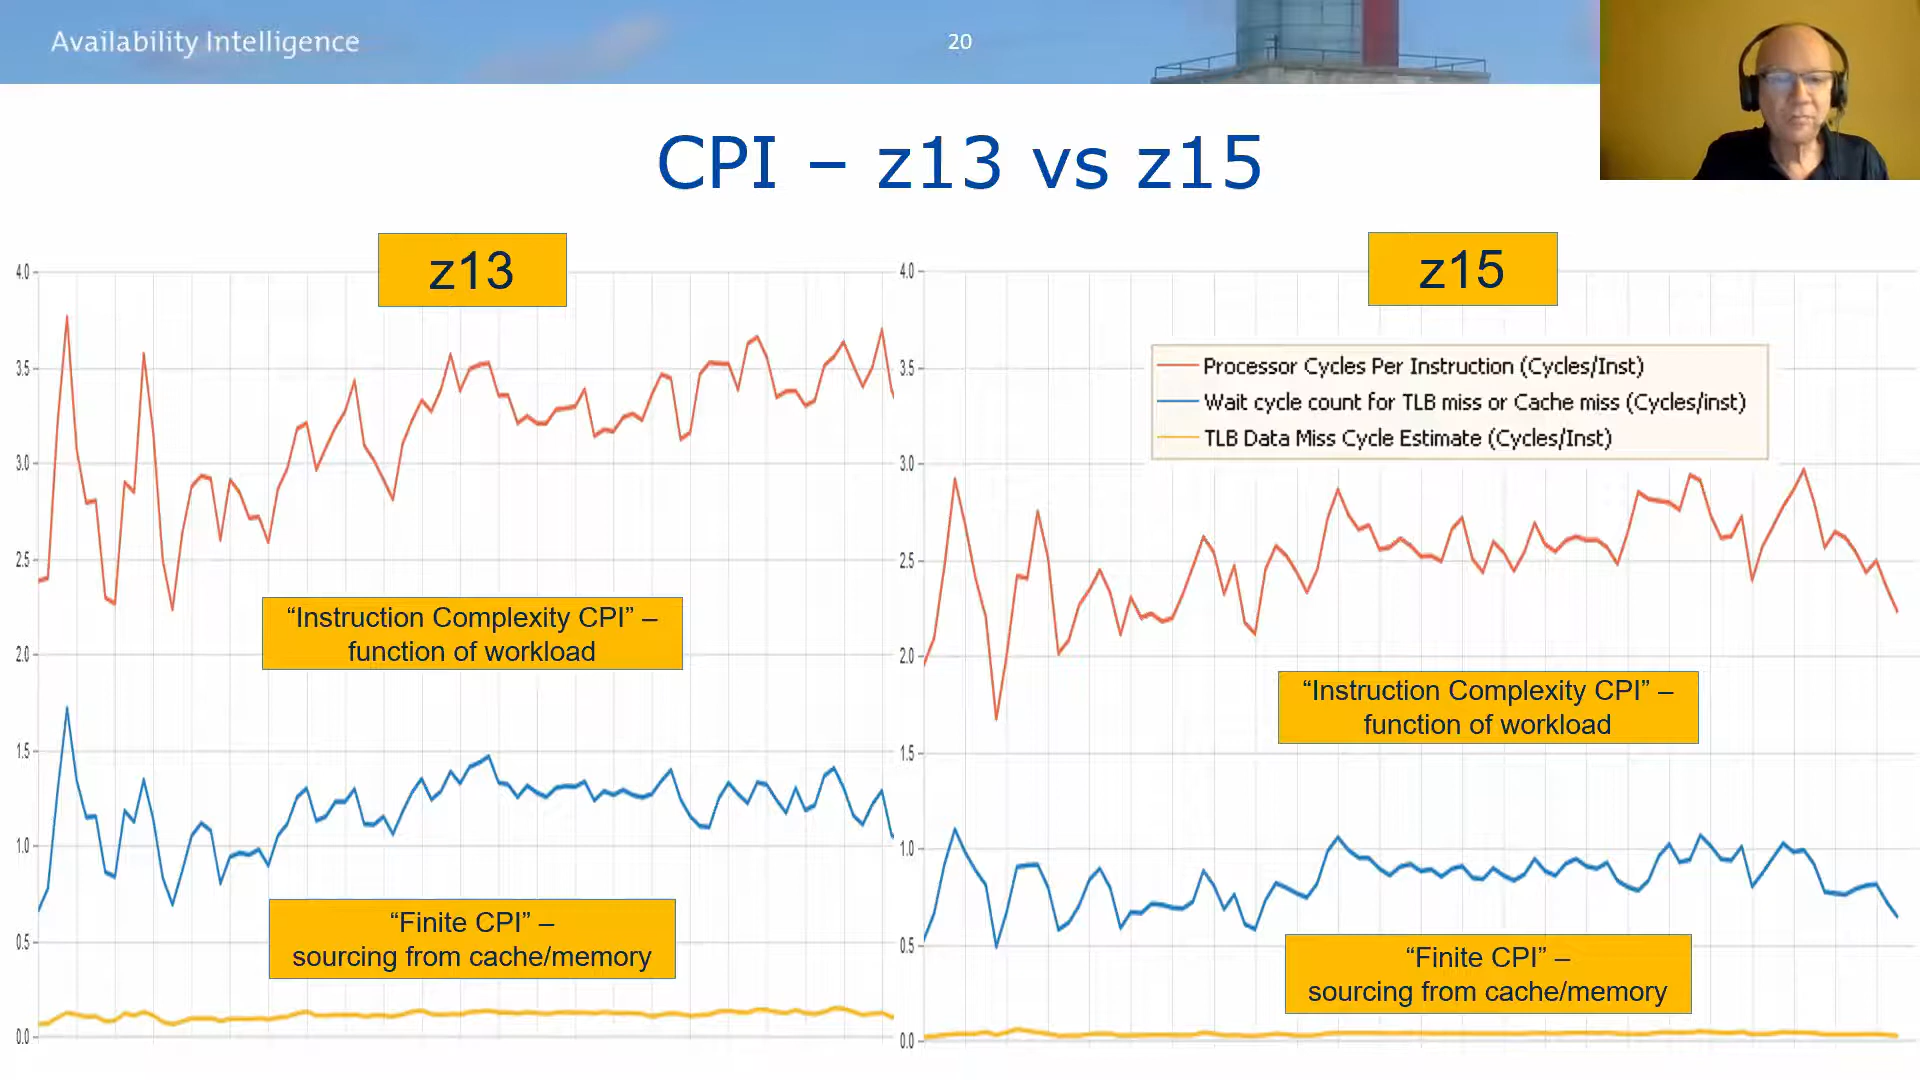 Availability Intelligence
20
CPI – z13 vs z15
z13
4.0
3.5
3.0
2.5
2.0
1.5
1.0
0.5
0.0
“Instruction Complexity CPI” –
function of workload
“Finite CPI” –
sourcing from cache/memory
z15
4.0
3.5
3.0
2.5
2.0
1.5
1.0
0.5
0.0
Processor Cycles Per Instruction (Cycles/Inst)
Wait cycle count for TLB miss or Cache miss (Cycles/inst)
TLB Data Miss Cycle Estimate (Cycles/Inst)
“Instruction Complexity CPI” –
function of workload
“Finite CPI” –
sourcing from cache/memory